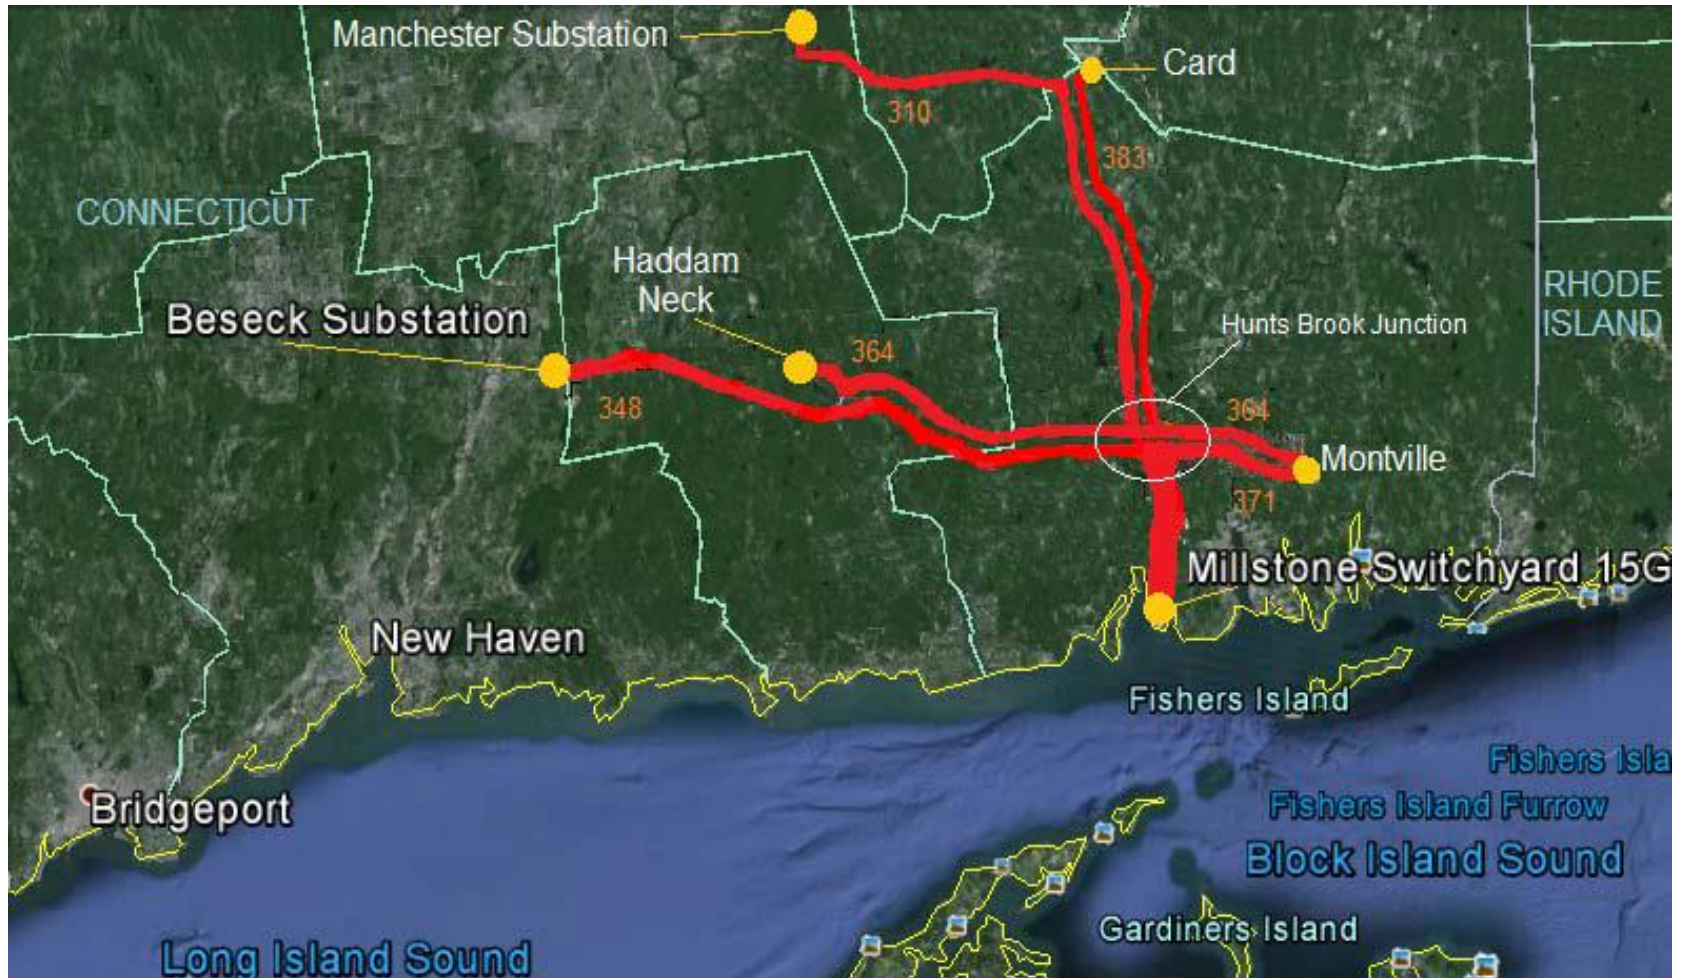 Manchester Substation
Card
310
383
CONNECTICUT
Haddam
Neck
RHODE
ISLAND
Beseck Substation
Hunts Brook Junction
364
348
364
Montville
371
Millstone Switchyard 15G
New Haven
Fishers Island
Fishers Isla
Bridgeport
Fishers Island Furrow
Block Island Sound
Gardiners Island
Long Island Sound